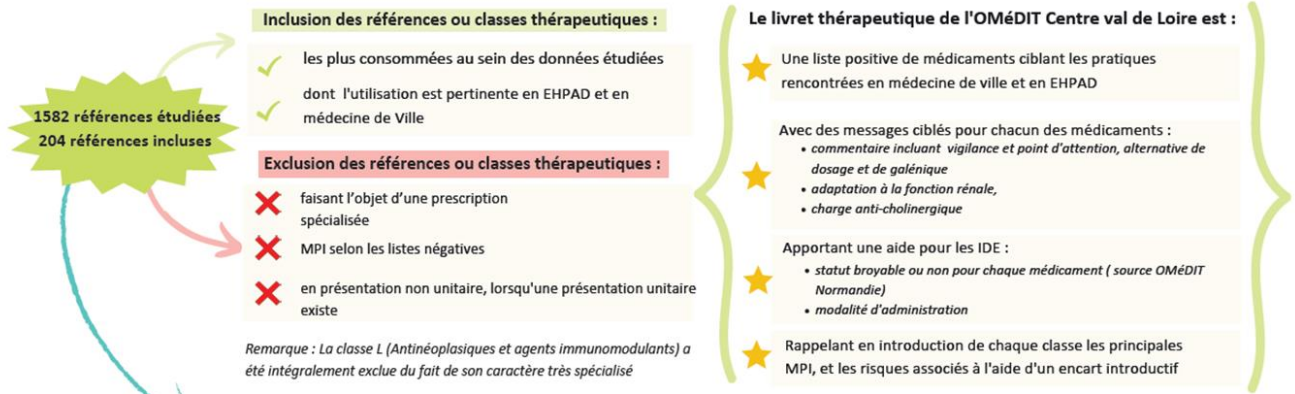 1582 références étudiées
204 références incluses
Inclusion des références ou classes thérapeutiques :
les plus consommées au sein des données étudiées
dont l'utilisation est pertinente en EHPAD et en
médecine de Ville
Exclusion des références ou classes thérapeutiques :
faisant l'objet d'une prescription
spécialisée
MPI selon les listes négatives
en présentation non unitaire, lorsqu'une présentation unitaire
existe
Remarque : La classe L (Antinéoplasiques et agents immunomodulants) a
été intégralement exclue du fait de son caractère très spécialisé
Le livret thérapeutique de l'OMéDIT Centre val de Loire est :
Une liste positive de médicaments ciblant les pratiques
rencontrées en médecine de ville et en EHPAD
Avec des messages ciblés pour chacun des médicaments :
• commentaire incluant vigilance et point d'attention, alternative de
dosage et de galénique
• adaptation à la fonction rénale,
• charge anti-cholinergique
Apportant une aide pour les IDE :
• statut broyable ou non pour chaque médicament ( source OMéDIT
Normandie)
• modalité d'administration
Rappelant en introduction de chaque classe les principales
MPI, et les risques associés à l'aide d'un encart introductif